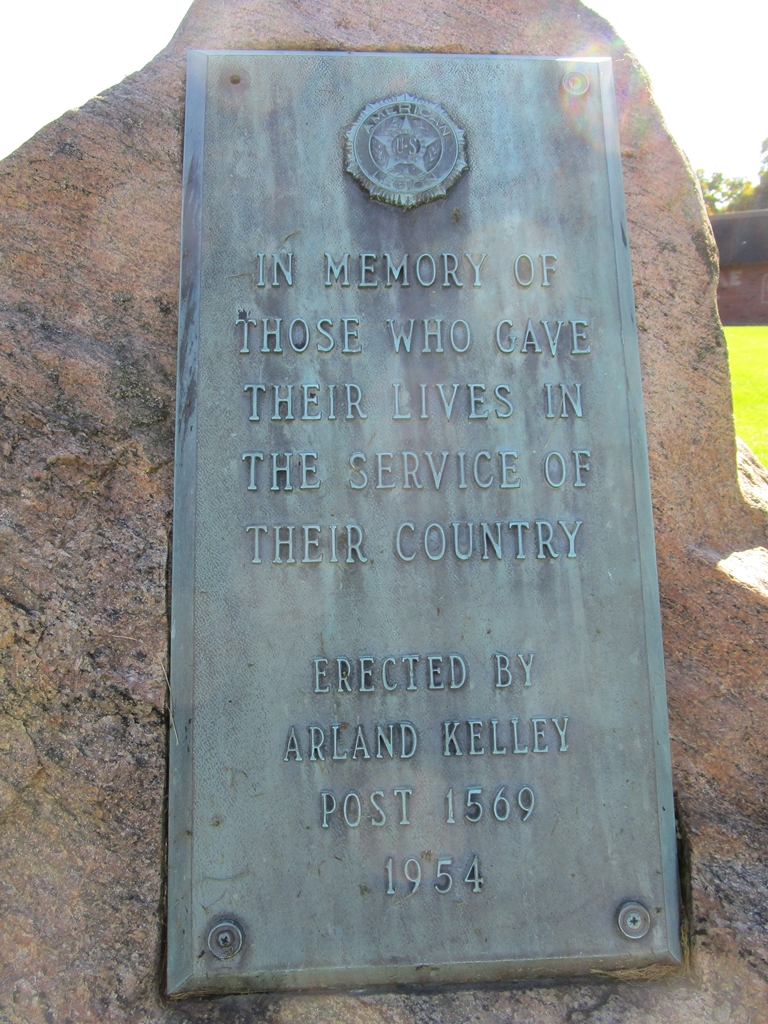 AMERICAN
U.S
LEGION
IN MEMORY OF
THOSE WHO GAVE
THEIR LIVES IN
THE SERVICE OF
THEIR COUNTRY
ERECTED BY
ARLAND KELLEY
POST 1569
1954